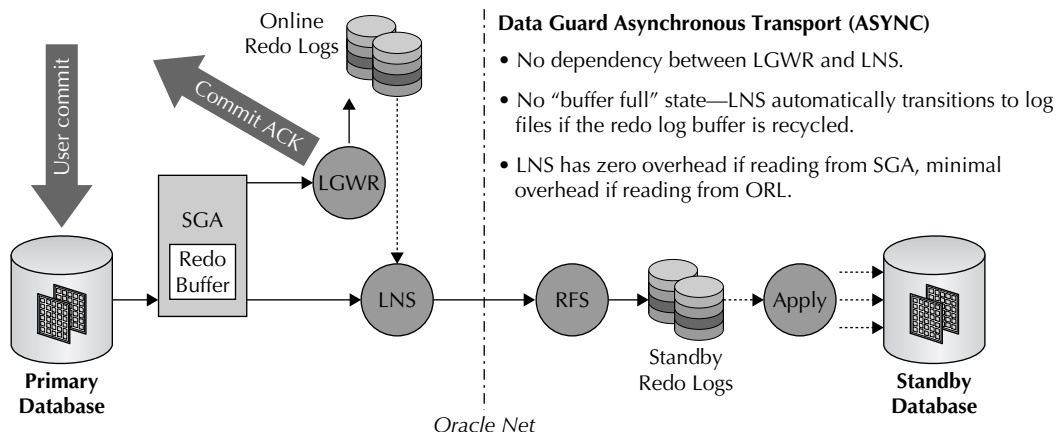 Online
Redo Logs
Data Guard Asynchronous Transport (ASYNC)
• No dependency between LGWR and LNS.
• No “buffer full” state—LNS automatically transitions to log
files if the redo log buffer is recycled.
• LNS has zero overhead if reading from SGA, minimal
overhead if reading from ORL.
User commit
Commit ACK
LGWR
SGA
Redo
Buffer
LNS
RFS
Apply
Standby
Redo Logs
Primary
Database
Standby
Database
Oracle Net